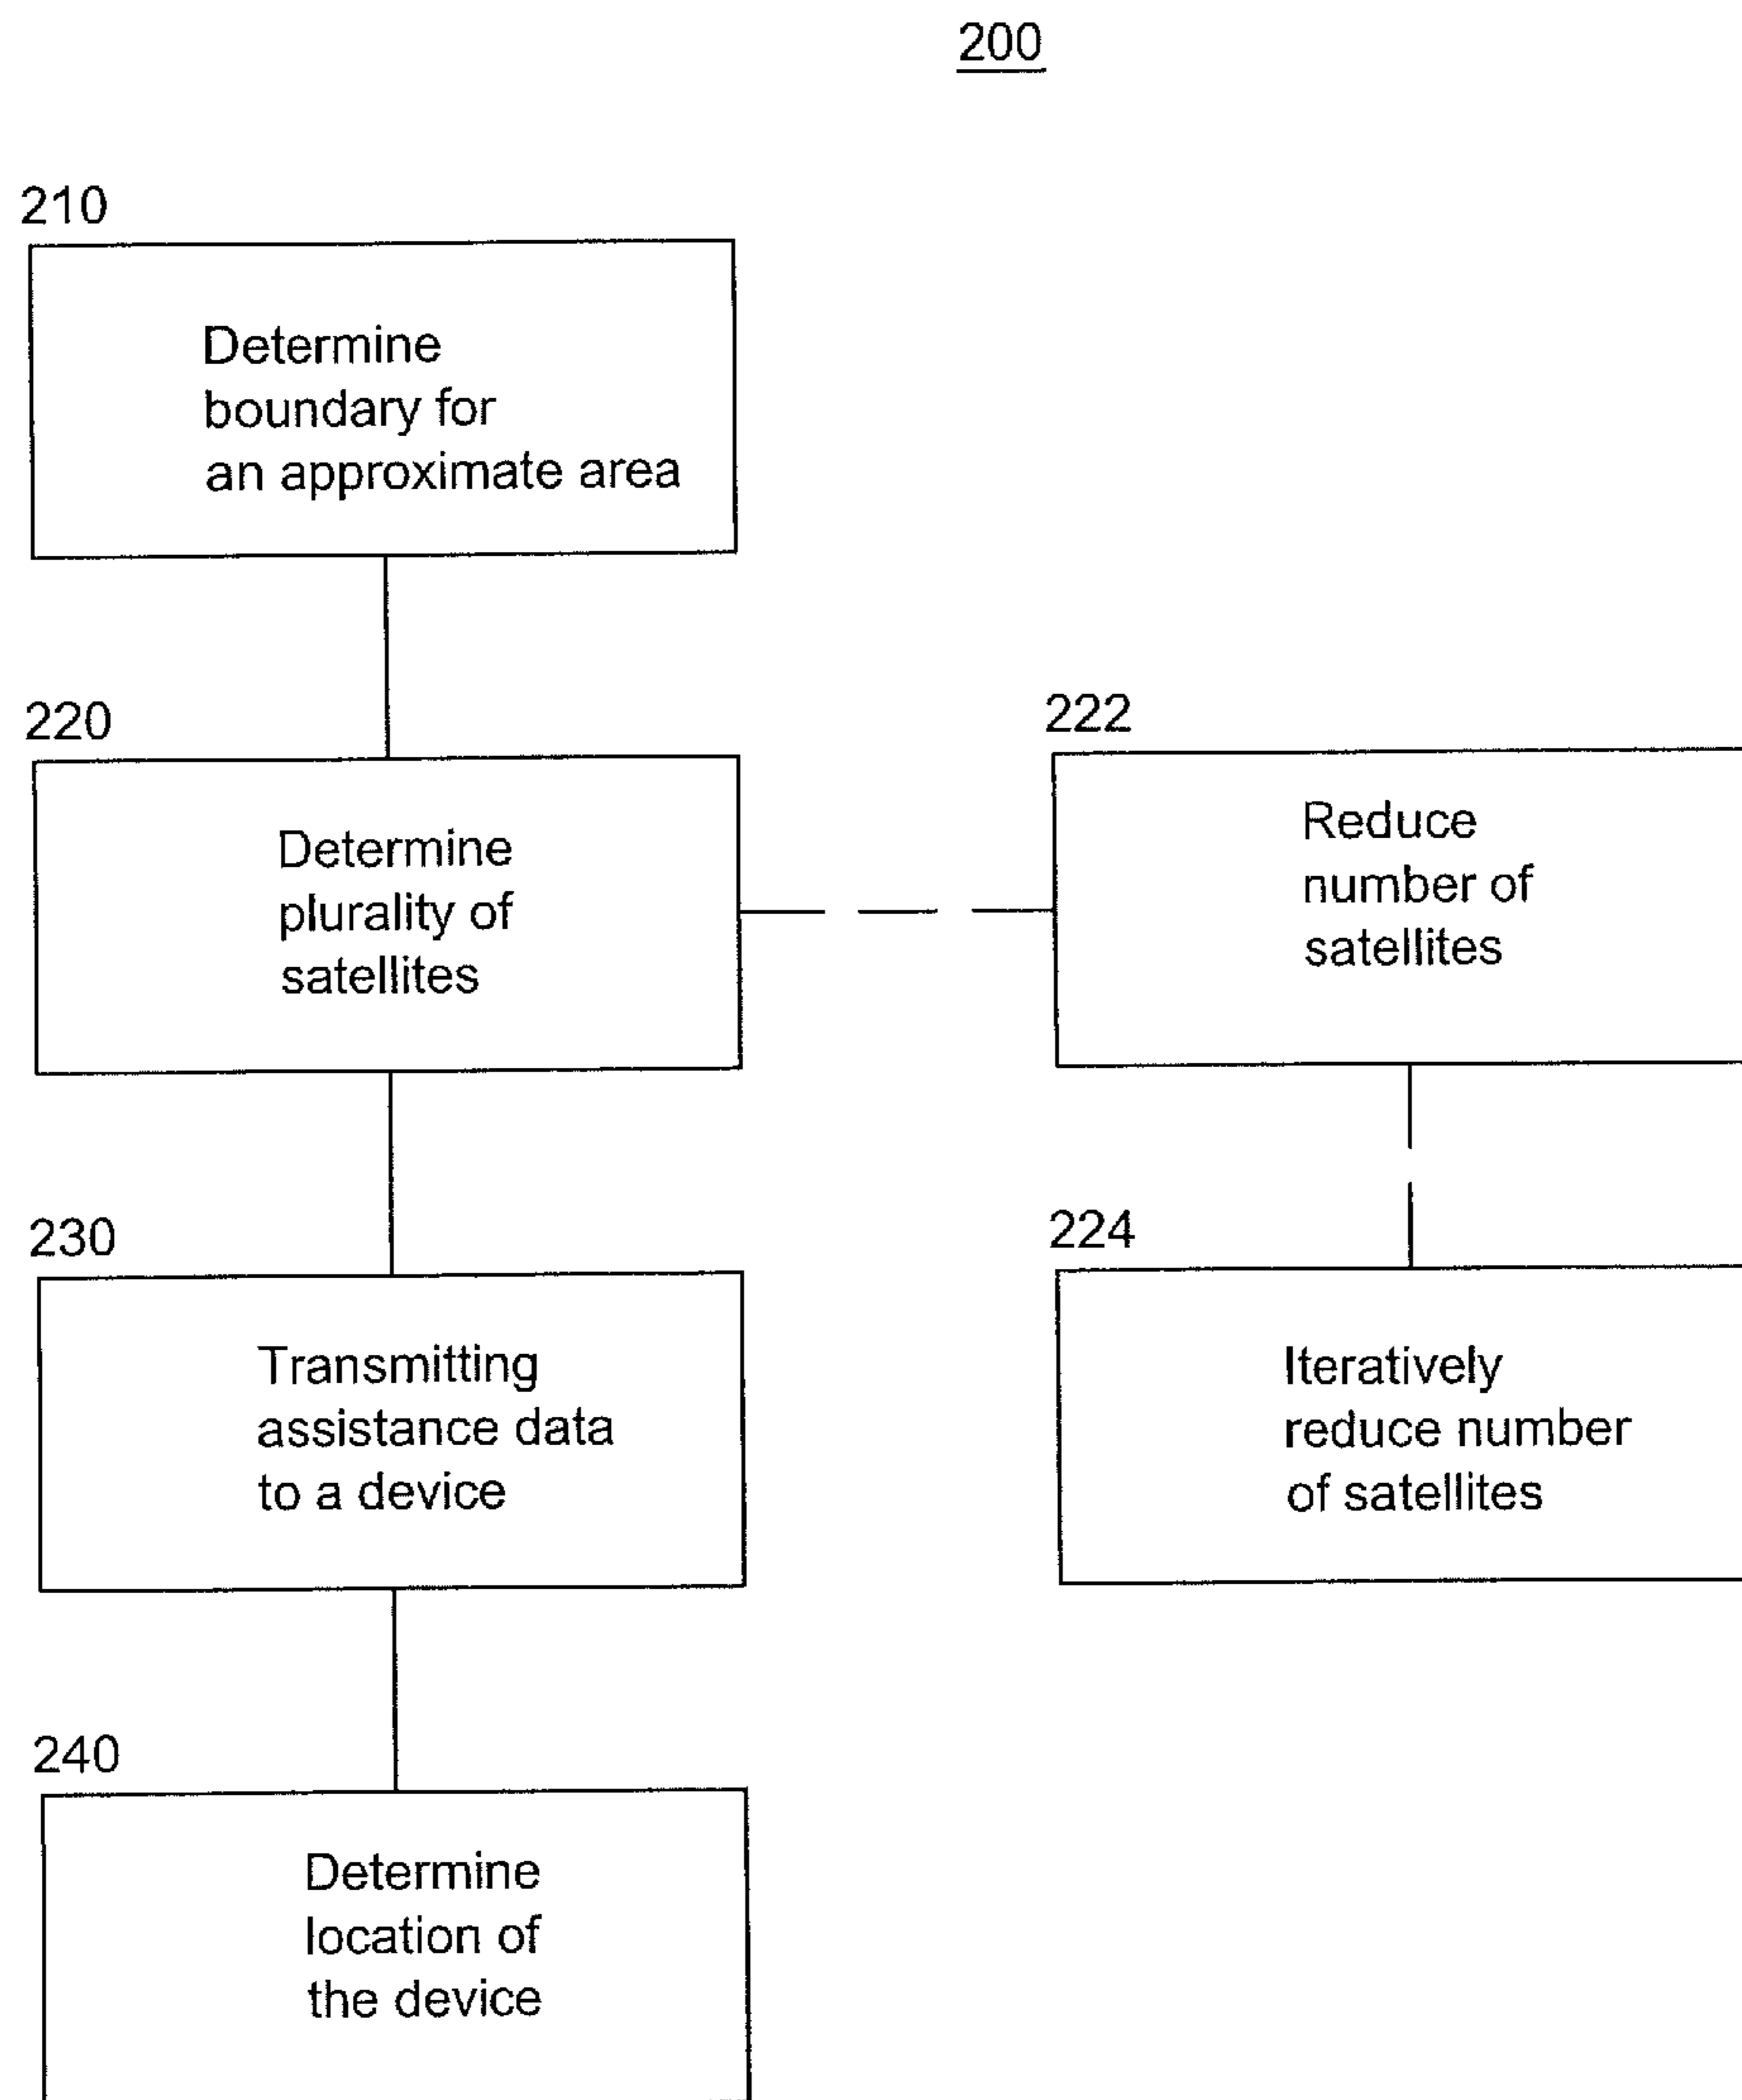 200
210
Determine
boundary for
an approximate area
220
Determine
plurality of
satellites
222
Reduce
number of
satellites
230
Transmitting
assistance data
to a device
224
Iteratively
reduce number
of satellites
240
Determine
location of
the device